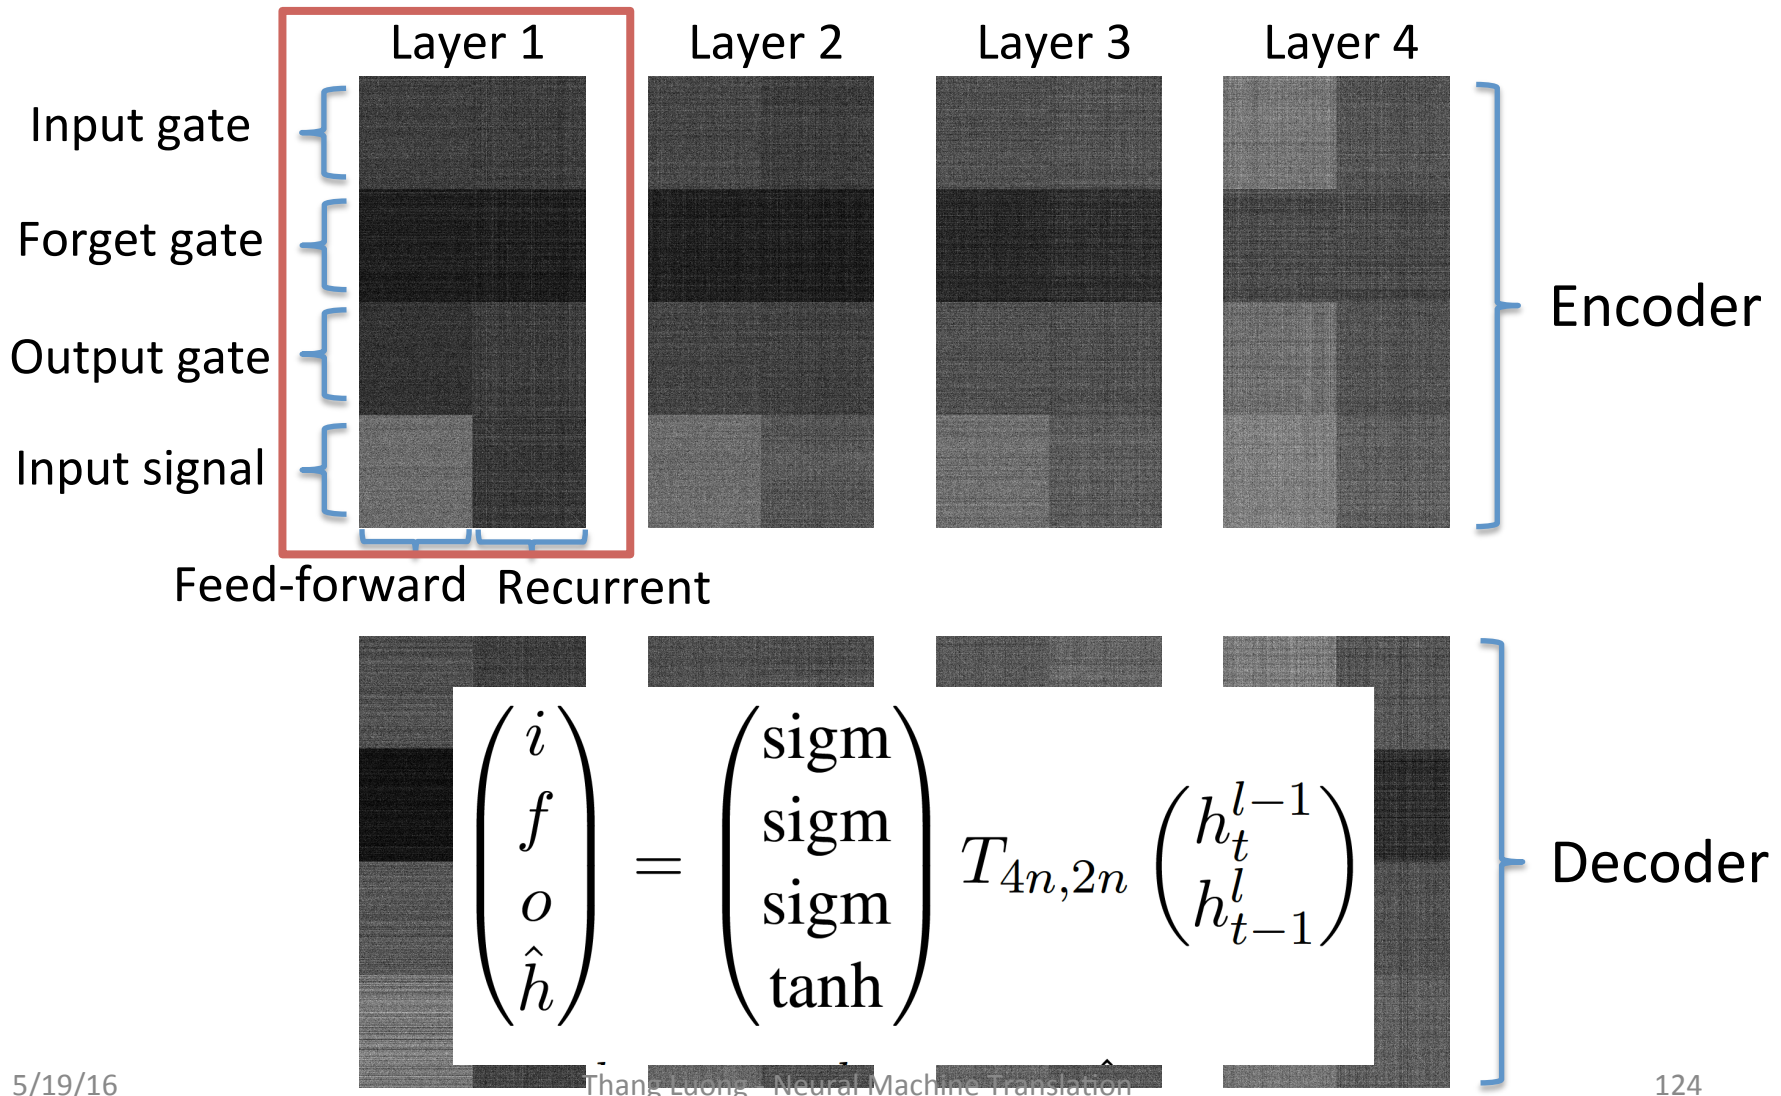 Layer 1 Layer 2 Layer 3 Layer 4
Input gate
Forget gate
Output gate
Input signal
Encoder
Feed-forward Recurrent
i
f
o
ĥ
=
sigm
sigm
sigm
tanh
T_{4n,2n}
h_t^{l−1}
h_{t−1}^l
Decoder
5/19/16 Thang Luong - Neural Machine Translation 124